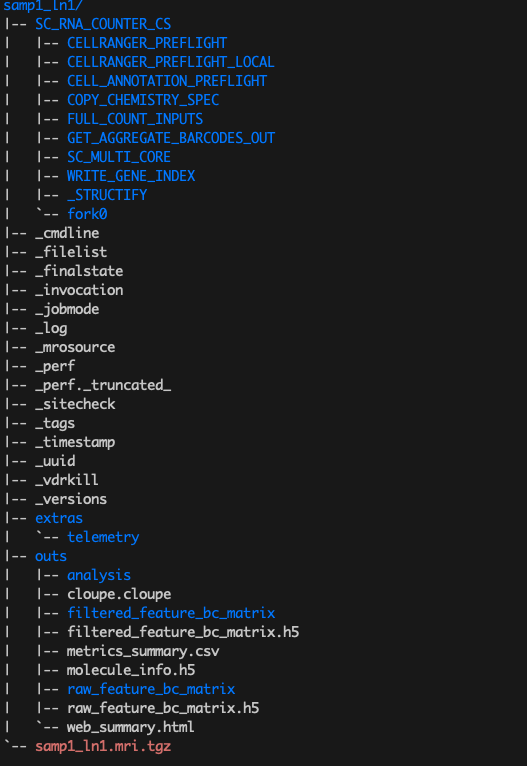 samp1_ln1/
|-- SC_RNA_COUNTER_CS
|   |-- CELLRANGER_PREFLIGHT
|   |-- CELLRANGER_PREFLIGHT_LOCAL
|   |-- CELL_ANNOTATION_PREFLIGHT
|   |-- COPY_CHEMISTRY_SPEC
|   |-- FULL_COUNT_INPUTS
|   |-- GET_AGGREGATE_BARCODES_OUT
|   |-- SC_MULTI_CORE
|   |-- WRITE_GENE_INDEX
|   |-- _STRUCTIFY
|   `-- fork0
|-- _cmdline
|-- _filelist
|-- _finalstate
|-- _invocation
|-- _jobmode
|-- _log
|-- _mrosource
|-- _perf
|-- _perf._truncated_
|-- _sitecheck
|-- _tags
|-- _timestamp
|-- _uuid
|-- _vdrkill
|-- _versions
|-- extras
|   `-- telemetry
|-- outs
|   |-- analysis
|   |-- cloupe.cloupe
|   |-- filtered_feature_bc_matrix
|   |-- filtered_feature_bc_matrix.h5
|   |-- metrics_summary.csv
|   |-- molecule_info.h5
|   |-- raw_feature_bc_matrix
|   |-- raw_feature_bc_matrix.h5
|   `-- web_summary.html
`-- samp1_ln1.mri.tgz